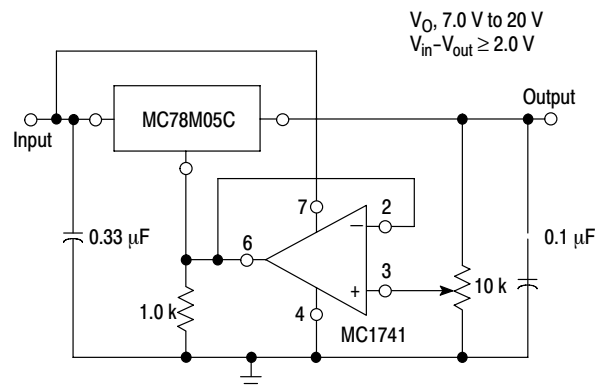 V_O, 7.0 V to 20 V
V_in-V_out ≥ 2.0 V
Output
MC78M05C
Input
7
2
–
0.33 μF
6
0.1 μF
3
+
10 k
1.0 k
4
MC1741